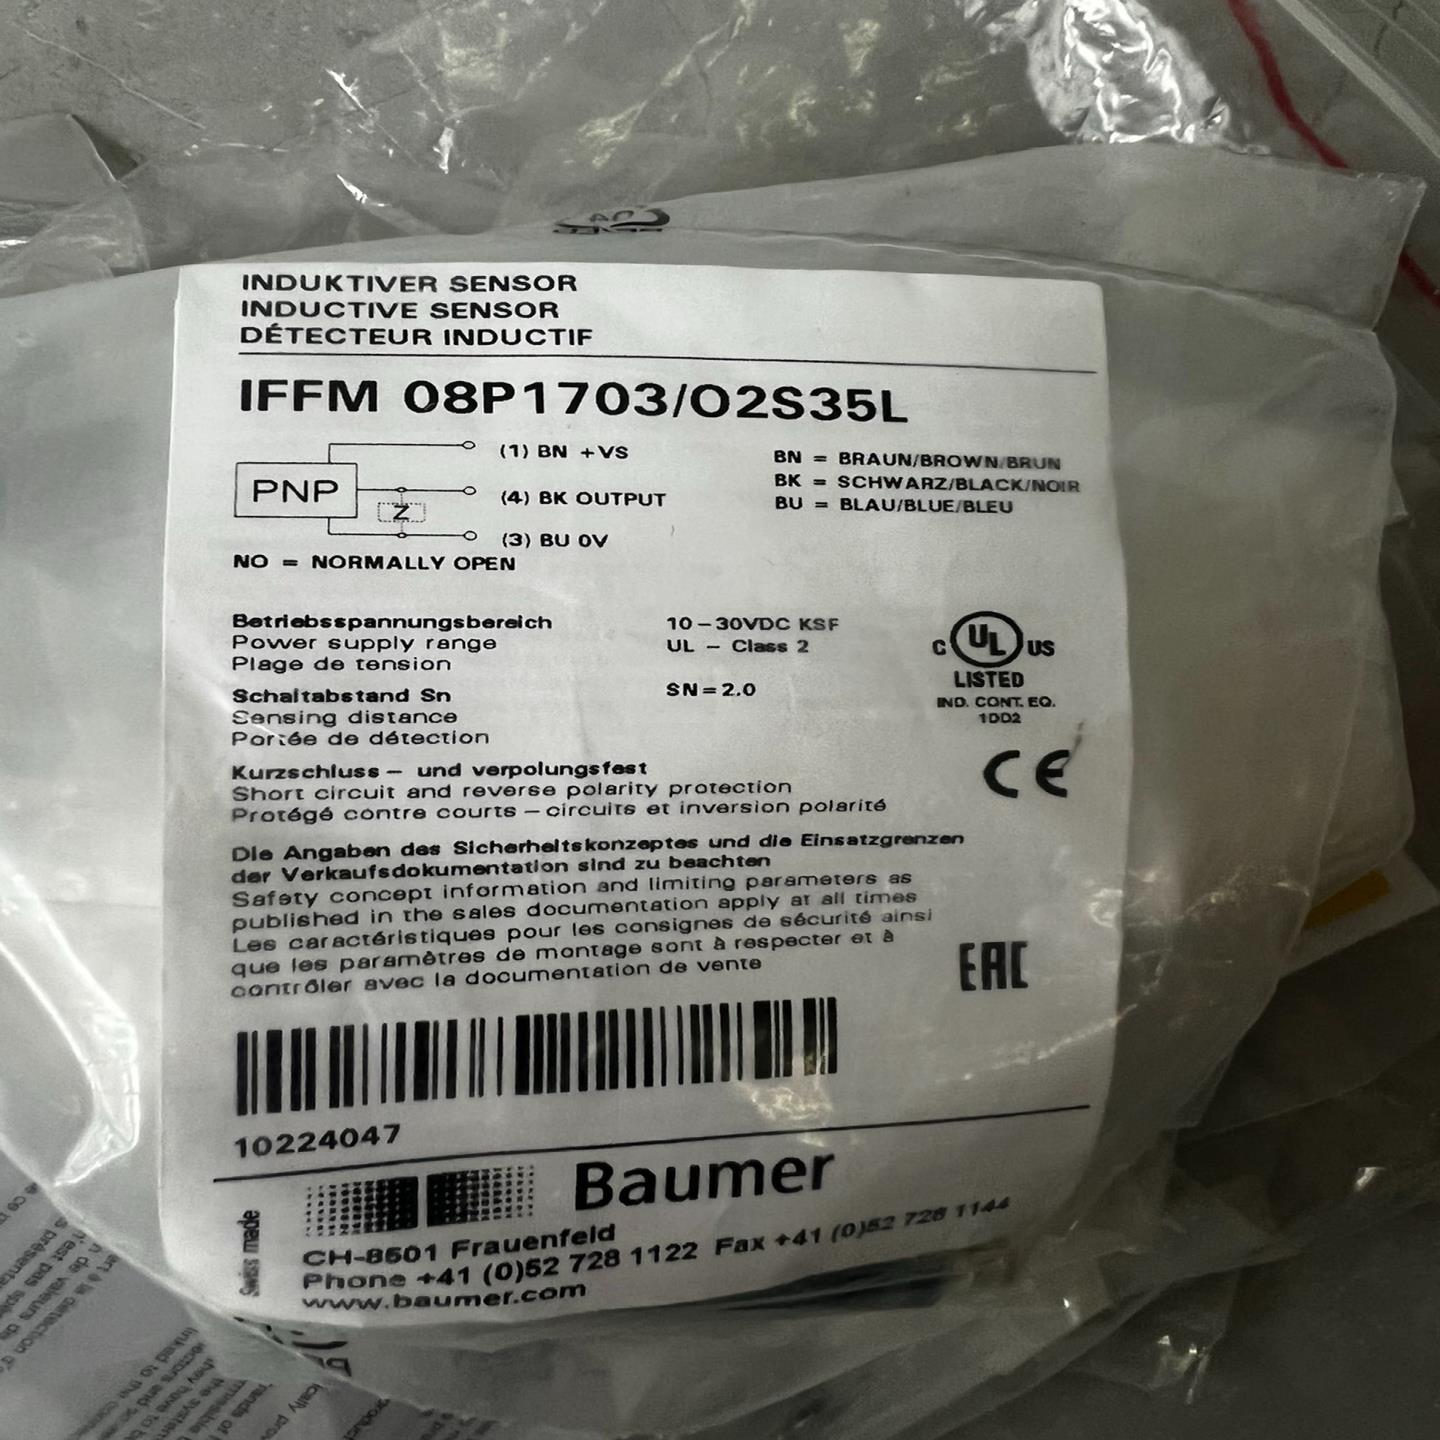 INDUKTIVER SENSOR
INDUCTIVE SENSOR
DÉTECTEUR INDUCTIF
IFFM 08P1703/O2S35L
PNP
Z
(1) BN +VS
(4) BK OUTPUT
(3) BU 0V
BN = BRAUN/BROWN/BRUN
BK = SCHWARZ/BLACK/NOIR
BU = BLAU/BLUE/BLEU
NO = NORMALLY OPEN
Betriebsspannungsbereich 10-30VDC KSF
Power supply range UL - Class 2
Plage de tension
Schaltabstand Sn SN=2.0
Sensing distance
Portée de détection
C UL US
LISTED
IND. CONT. EQ.
1DD2
CE
Kurzschluss- und verpolungsfest
Short circuit and reverse polarity protection
Protégé contre courts-circuits et inversion polarité
Die Angaben des Sicherheitskonzeptes und die Einsatzgrenzen
der Verkaufsdokumentation sind zu beachten
Safety concept information and limiting parameters as
published in the sales documentation apply at all times
Les caractéristiques pour les consignes de sécurité ainsi
que les paramètres de montage sont à respecter et à
contrôler avec la documentation de vente
EAC
10224047
Swiss made
Baumer
CH-8501 Frauenfeld
Phone +41 (0)52 728 1122 Fax +41 (0)52 728 1144
www.baumer.com